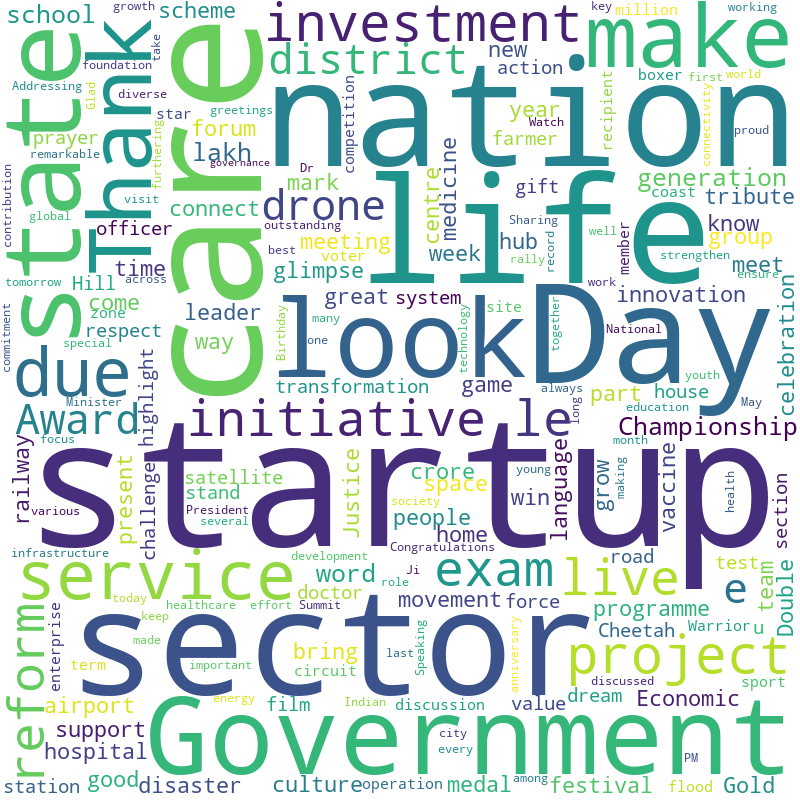 school
growth
scheme
investment
make
key
million
working
state
Thank
care
foundation
take
district
new
action
nation
boxer
first
world
Addressing
Glad
diverse
star
greetings
competition
year
Watch
recipient
connectivity
proud
prayer
furthering
forum
farmer
remarkable
lakh
governance
Dr
mark
centre
medicine
life
gift
generation
coast
tribute
contribution
global
visit
connect
drone
outstanding
Sharing
officer
meeting
hub
member
know
group
well
best
voter
week
record
rally
strengthen
tomorrow
across
time
Hill
glimpse
meet
ensure
commitment
come
zone
leader
great
system
site
work
innovation
special
respect
way
Birthday
many
one
look
Day
technology
together
National
celebration
due
highlight
transformation
game
always
long
part
house
youth
Minister
education
May
Award
initiative
le
Championship
focus
railway
startup
month
various
present
challenge
satellite
stand
President
several
Justice
crore
space
society
people
win
young
language
home
grow
making
vaccine
health
section
infrastructure
Congratulations
development
road
test
service
word
doctor
role
Ji
exam
live
e
team
Double
reform
enterprise
today
keep
made
healthcare
effort
Summit
movement
force
programme
Cheetah
Warrior
u
sector
important
bring
last
Speaking
anniversary
project
discussed
sport
term
circuit
airport
energy
film
Indian
discussion
value
dream
Economic
support
Government
city
every
PM
hospital
station
good
disaster
culture
operation
medal
among
festival
flood
Gold